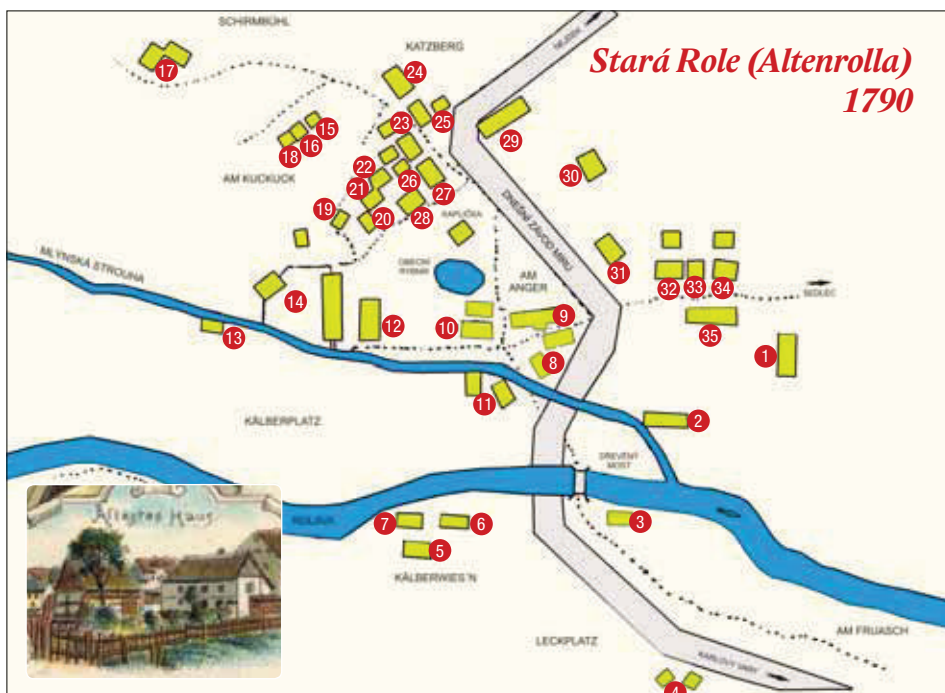 SCHIRMBÜHL
KATZBERG
NEJDEK
Stará Role (Altenrolla)
1790
17
24
25
29
23
15
16
18
AM KUCKUCK
22
21
26
27
30
19
20
28
KAPLIČKA
DNEŠNÍ ZÁVOD MÍRU
31
MLÝNSKÁ STROUHA
OBECNÍ
RYBNÍK
AM
ANGER
32
33
34
SEDLEC
14
12
10
9
35
13
8
1
11
2
KÄLBERPLATZ
DŘEVĚNÝ
MOST
Ältestes Haus
ROLAVA
7
6
3
5
KÄLBERWIES'N
LECKPLATZ
AM FRUASCH
KARLOVY VARY
4